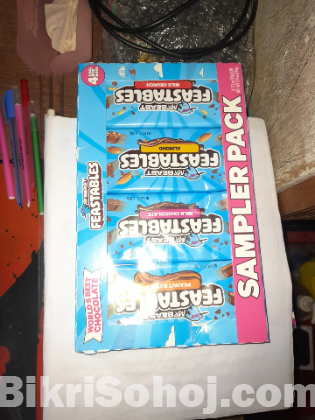 MR BEAST
FEASTABLES
MILK CRUNCH
MR BEAST
FEASTABLES
ALMOND
MR BEAST
FEASTABLES
MILK CHOCOLATE
MR BEAST
FEASTABLES
PEANUT BUTTER
FEASTABLES
WORLD'S BEST
CHOCOLATE
SAMPLER PACK
BikriSohoj.com